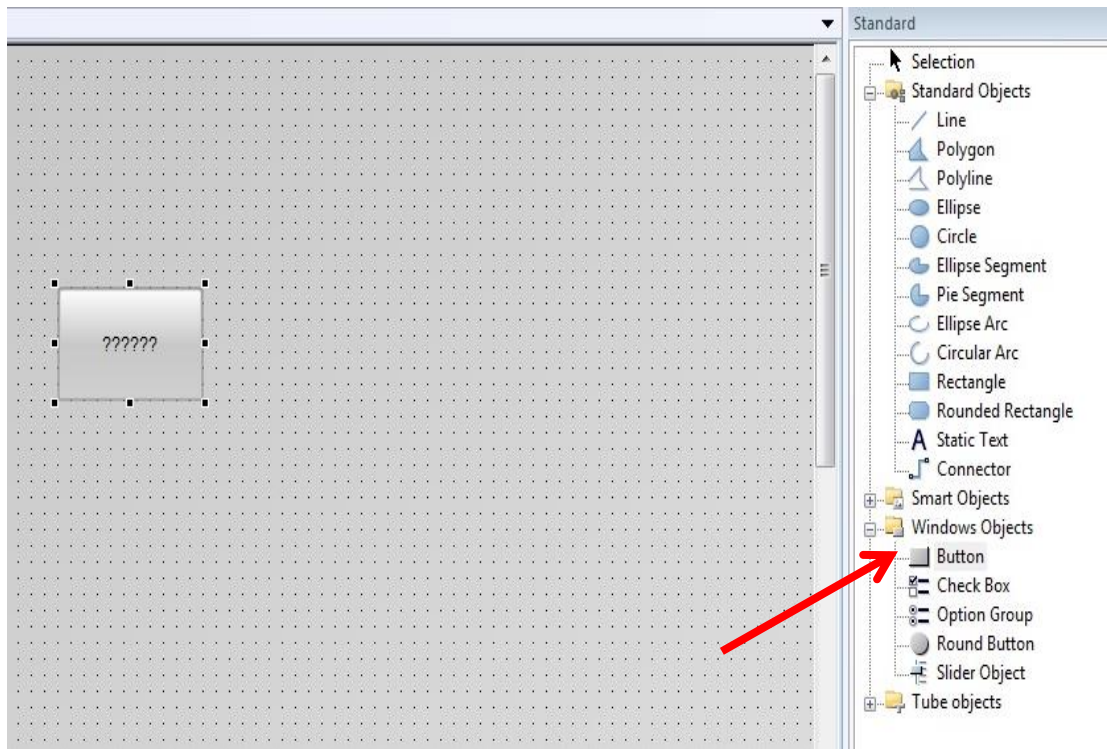 Standard
Selection
Standard Objects
Line
Polygon
Polyline
Ellipse
Circle
Ellipse Segment
Pie Segment
Ellipse Arc
Circular Arc
Rectangle
Rounded Rectangle
A Static Text
Connector
Smart Objects
Windows Objects
Button
Check Box
Option Group
Round Button
Slider Object
Tube objects
??????